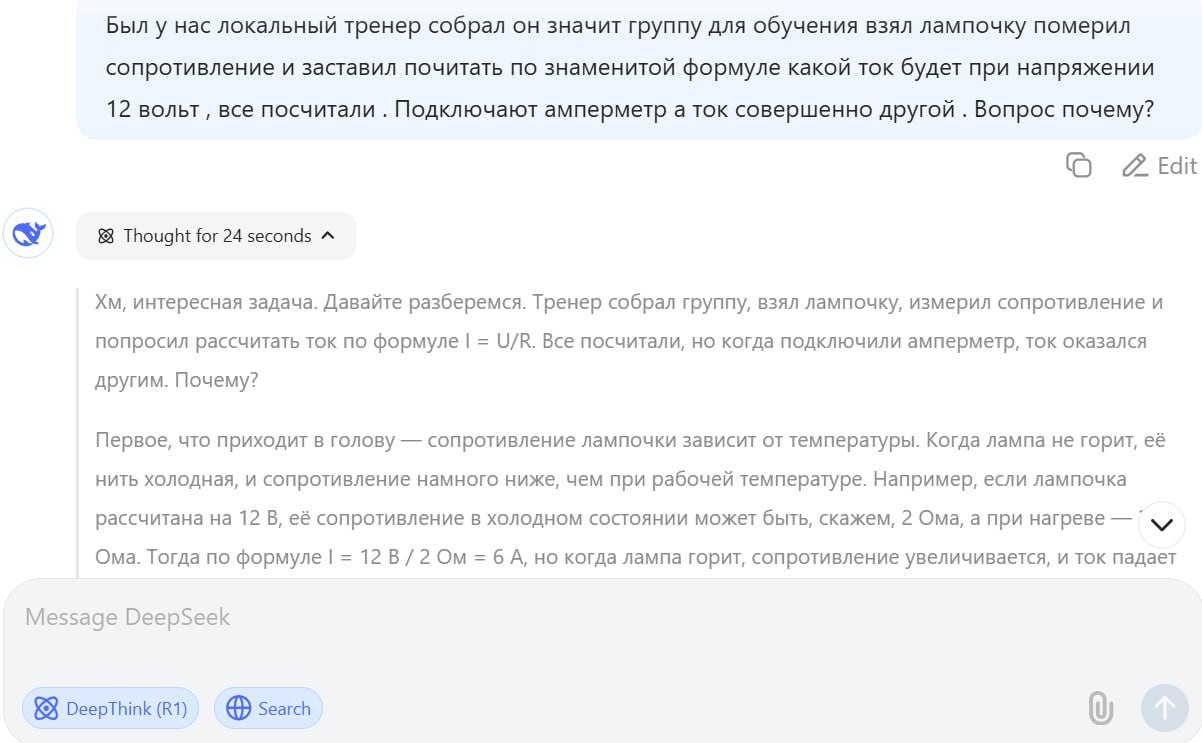 Был у нас локальный тренер собрал он значит группу для обучения взял лампочку померил
сопротивление и заставил почитать по знаменитой формуле какой ток будет при напряжении
12 вольт , все посчитали . Подключают амперметр а ток совершенно другой . Вопрос почему?
Edit
Thought for 24 seconds
Хм, интересная задача. Давайте разберемся. Тренер собрал группу, взял лампочку, измерил сопротивление и
попросил рассчитать ток по формуле I = U/R. Все посчитали, но когда подключили амперметр, ток оказался
другим. Почему?
Первое, что приходит в голову — сопротивление лампочки зависит от температуры. Когда лампа не горит, её
нить холодная, и сопротивление намного ниже, чем при рабочей температуре. Например, если лампочка
рассчитана на 12 В, её сопротивление в холодном состоянии может быть, скажем, 2 Ома, а при нагреве —
Ома. Тогда по формуле I = 12 В / 2 Ом = 6 А, но когда лампа горит, сопротивление увеличивается, и ток падает
Message DeepSeek
DeepThink (R1)
Search